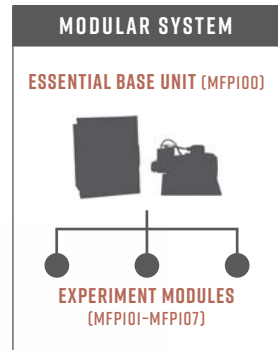 MODULAR SYSTEM
ESSENTIAL BASE UNIT (MFP100)
EXPERIMENT MODULES
(MFP101–MFP107)